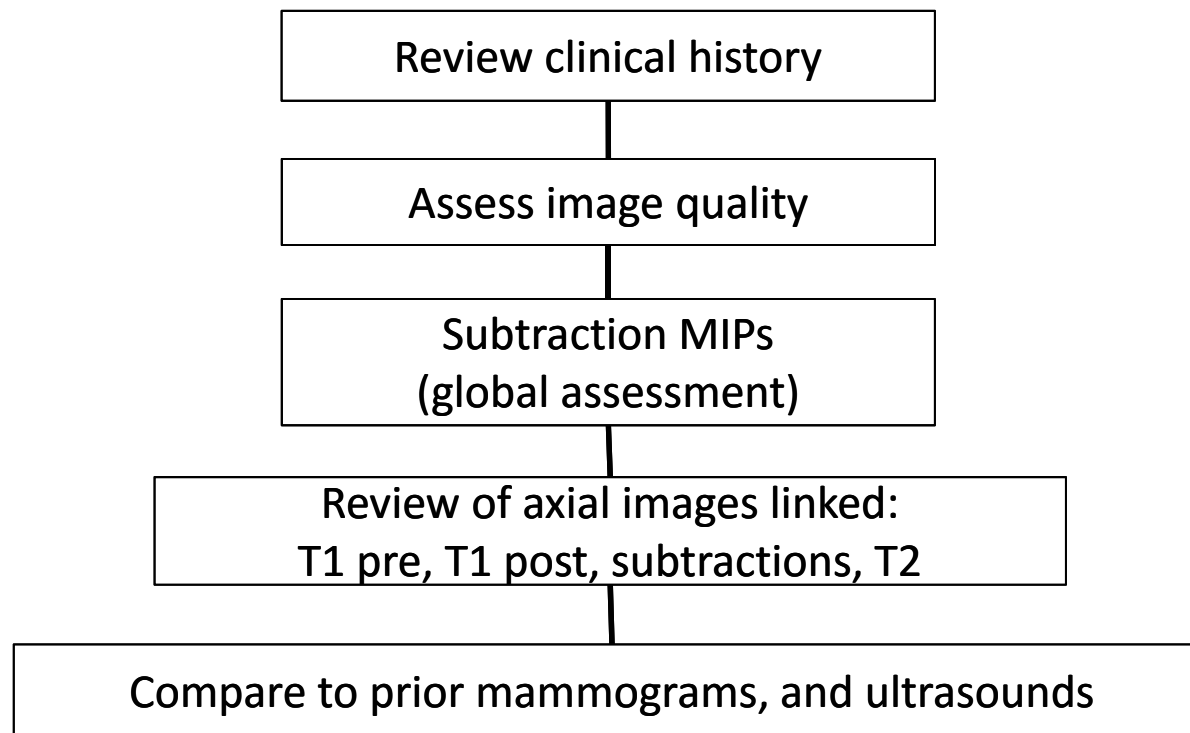 Review clinical history
Assess image quality
Subtraction MIPs
(global assessment)
Review of axial images linked:
T1 pre, T1 post, subtractions, T2
Compare to prior mammograms, and ultrasounds